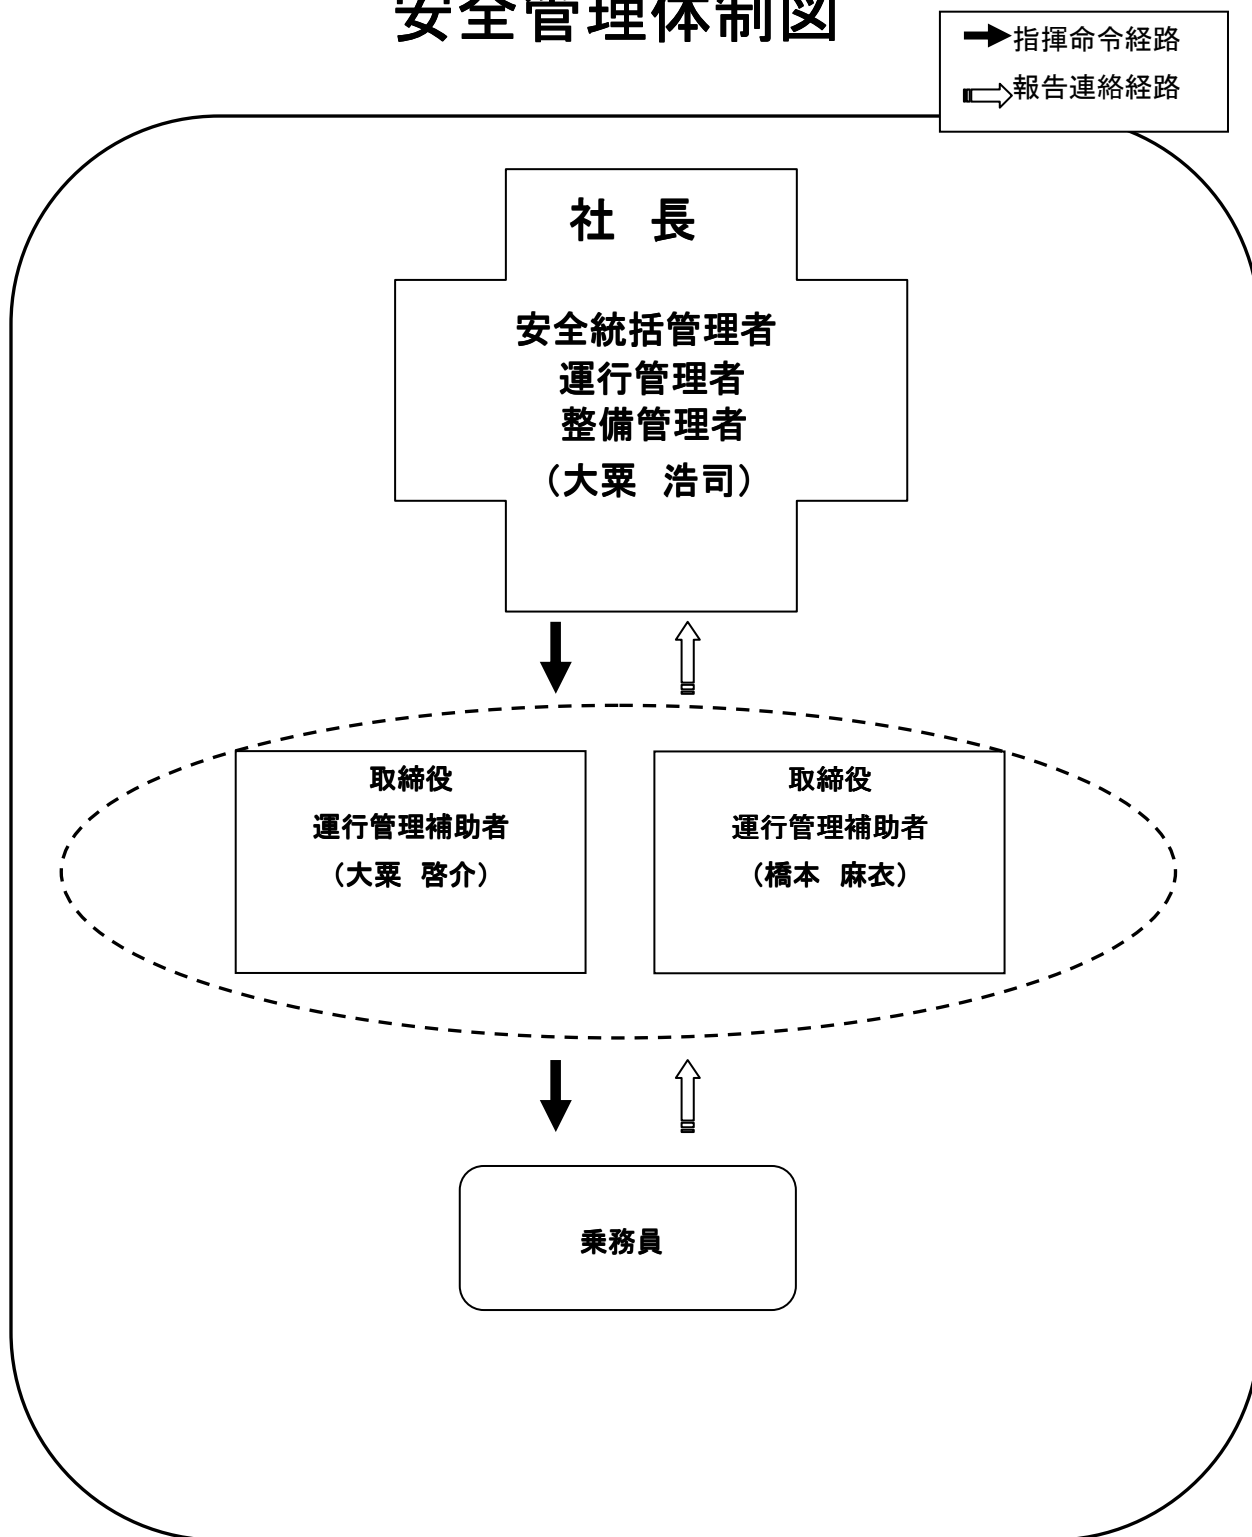 安全管理体制図
指揮命令経路
報告連絡経路
社 長
安全統括管理者
運行管理者
整備管理者
（大粟 浩司）
取締役
運行管理補助者
（大粟 啓介）
取締役
運行管理補助者
（橋本 麻衣）
乗務員